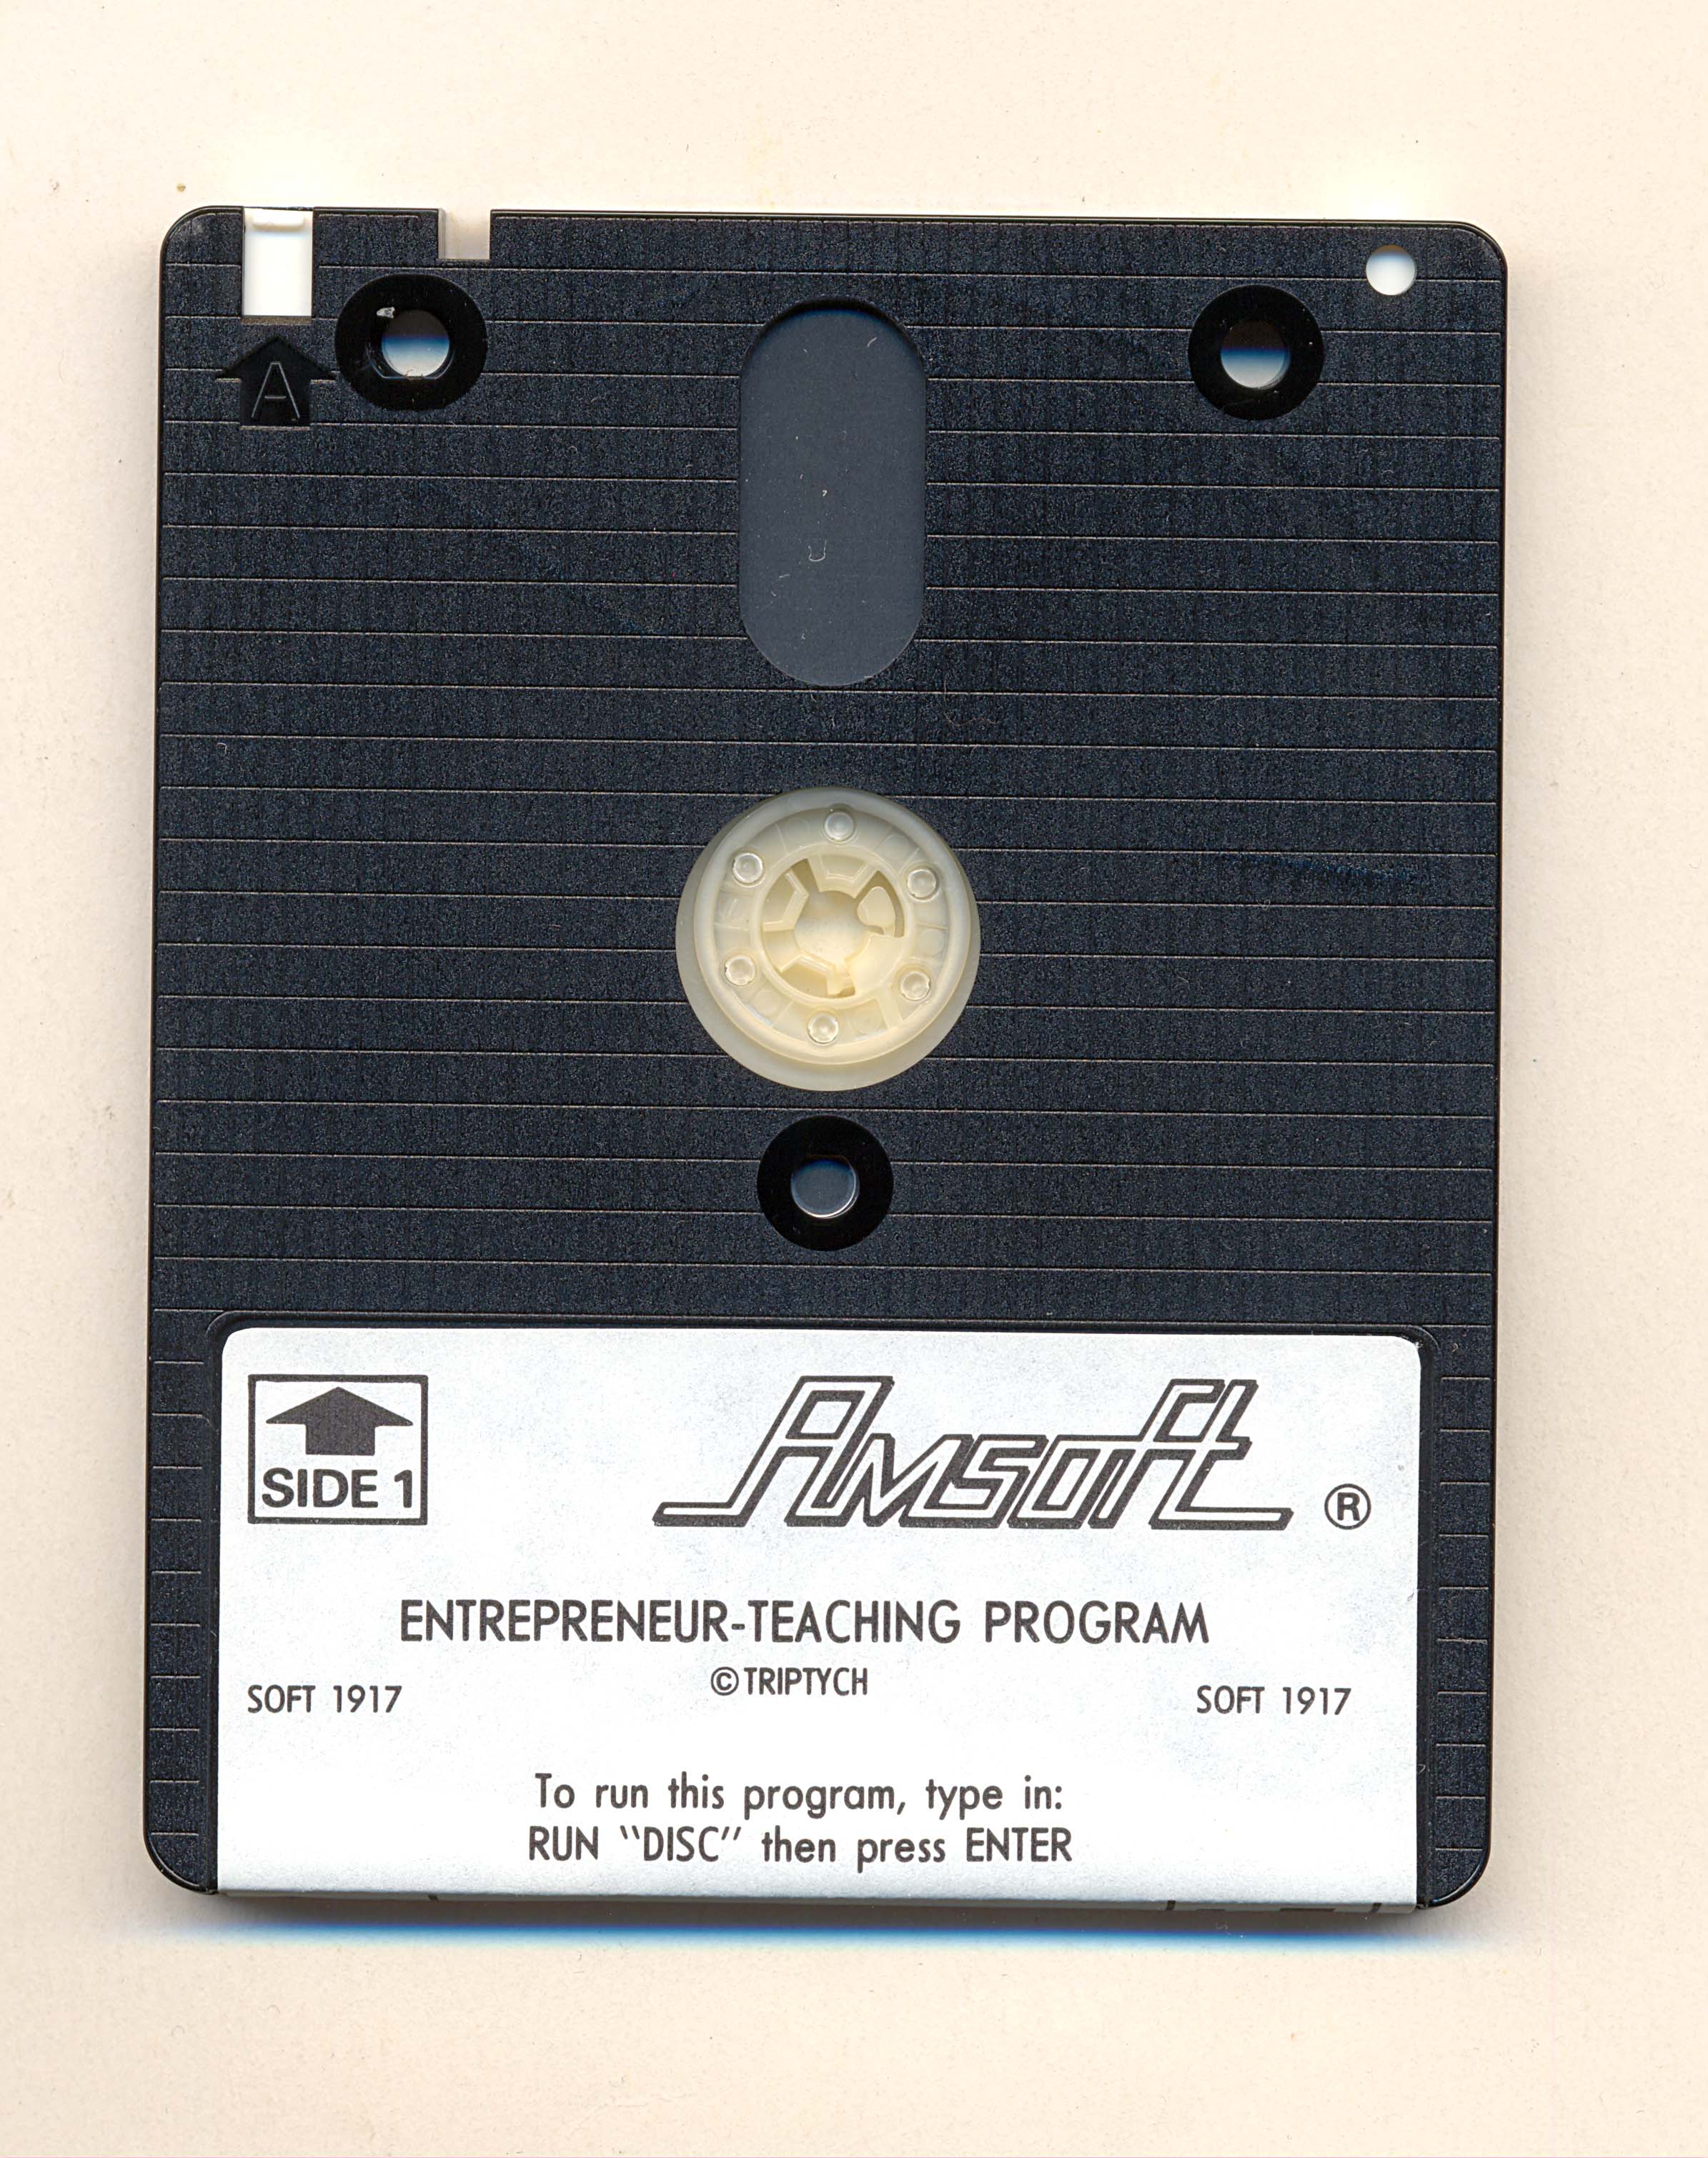 A
SIDE 1
Amsoft ®
ENTREPRENEUR-TEACHING PROGRAM
© TRIPTYCH
SOFT 1917 SOFT 1917
To run this program, type in:
RUN "DISC" then press ENTER